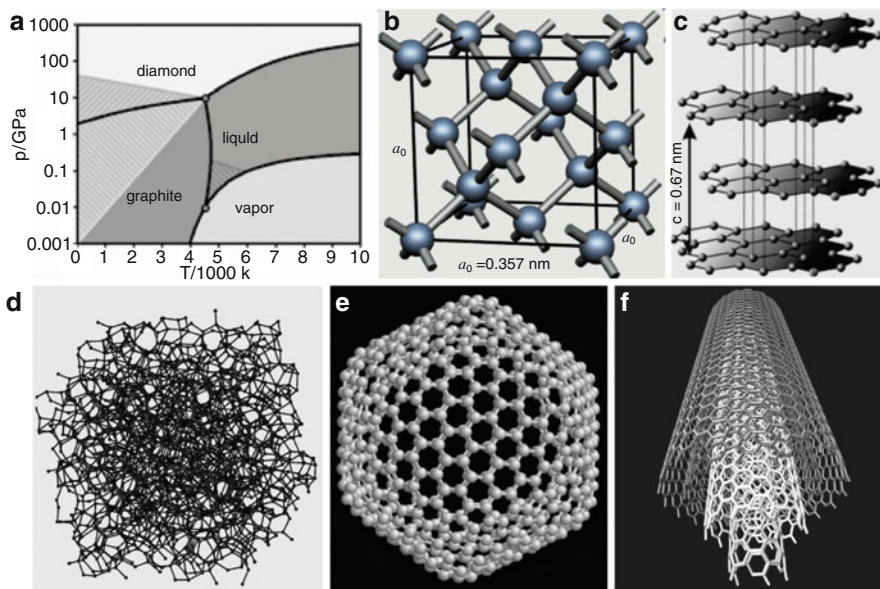 a
1000
100
10
1
0.1
0.01
0.001
p/GPa
diamond
liquld
graphite
vapor
0 1 2 3 4 5 6 7 8 9 10
T/1000 k
b
a0
a0
a0 =0.357 nm
c
c = 0.67 nm
d
e
f